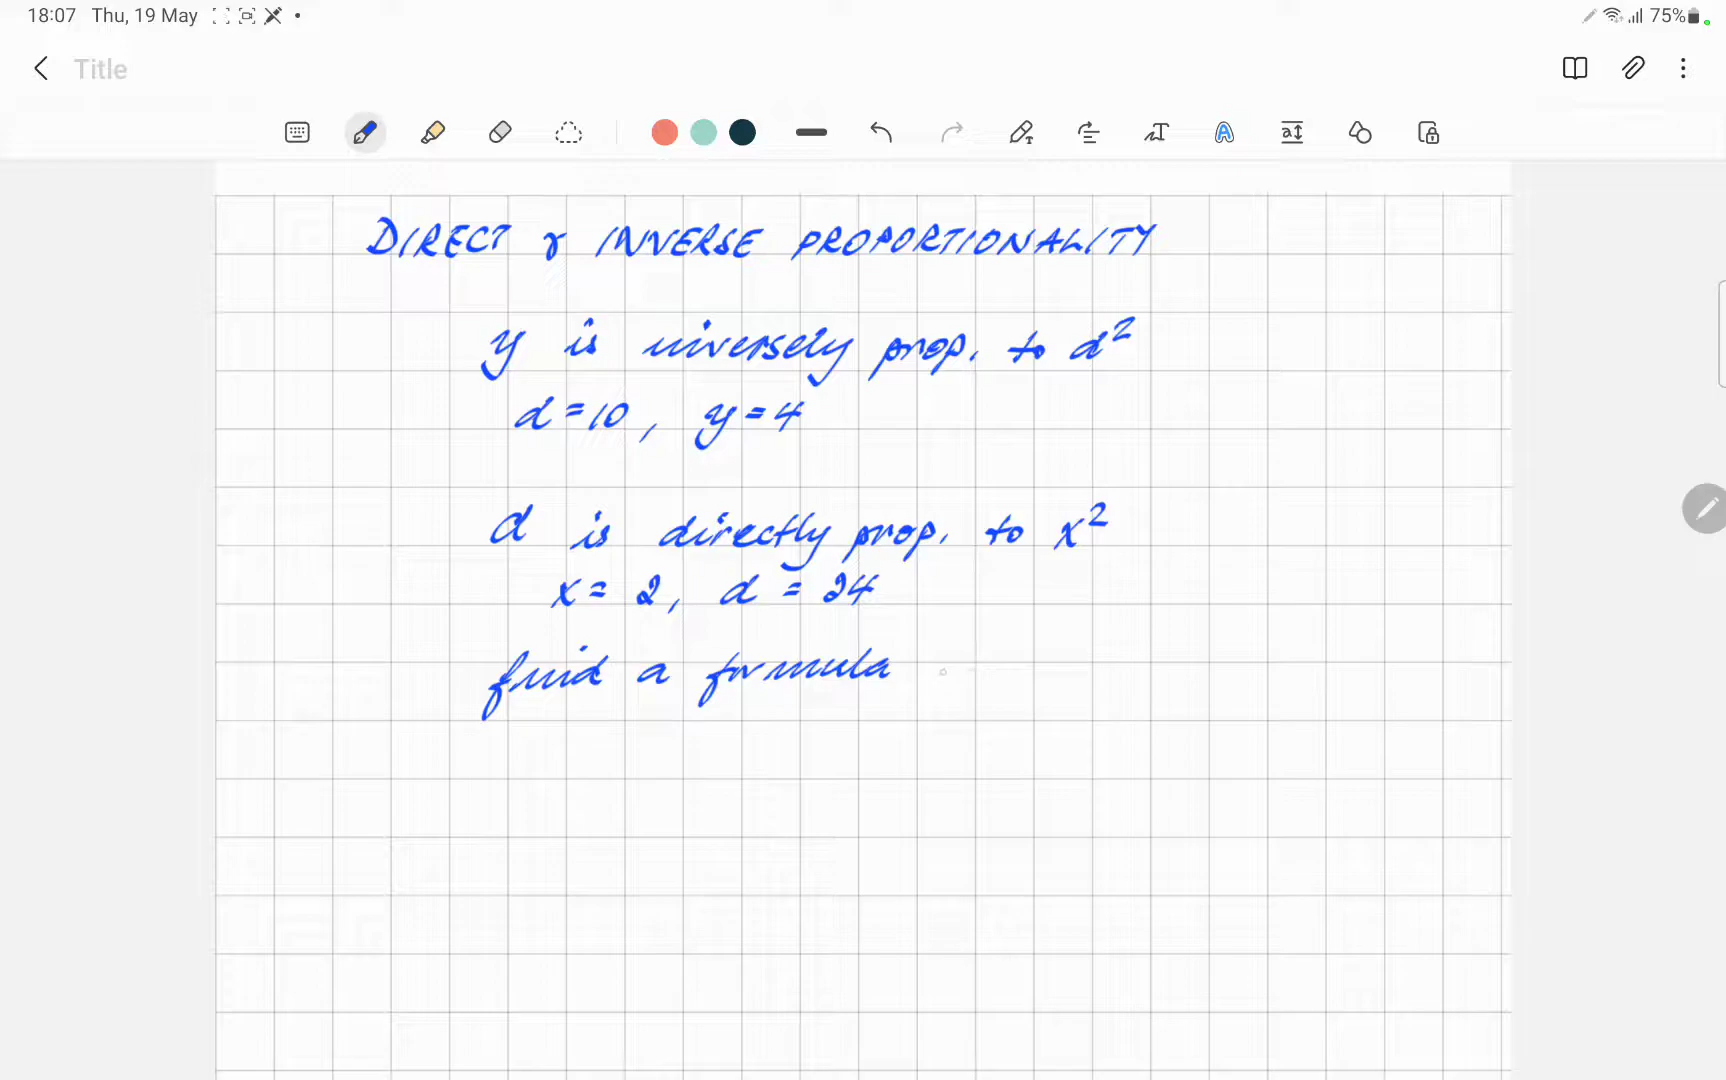 18:07 Thu, 19 May 75%
Title
DIRECT & INVERSE PROPORTIONALITY
y is inversely prop. to d²
d = 10, y = 4
d is directly prop. to x²
x = 2, d = 24
find a formula